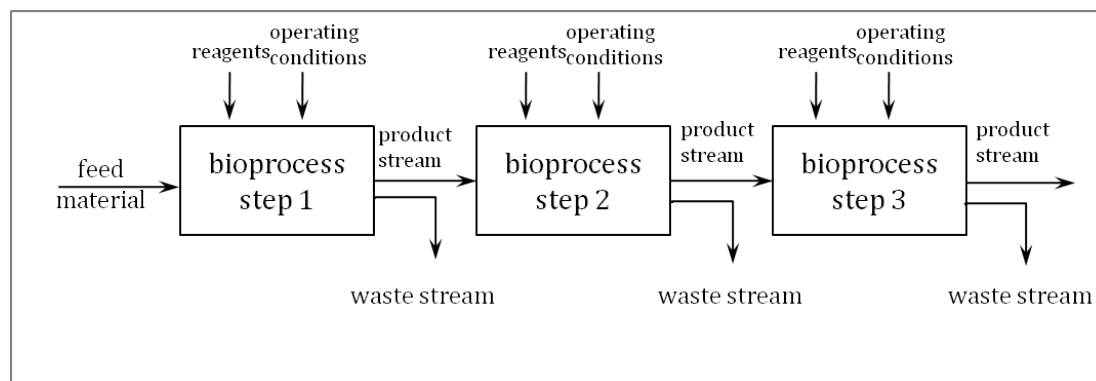 reagents
operating
conditions
reagents
operating
conditions
reagents
operating
conditions
feed
material
bioprocess
step 1
product
stream
bioprocess
step 2
product
stream
bioprocess
step 3
product
stream
waste stream
waste stream
waste stream